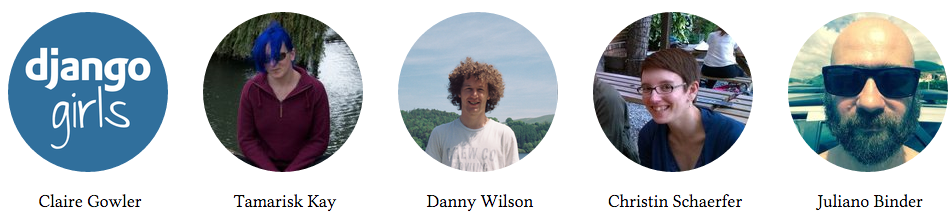 django
girls
Claire Gowler
Tamarisk Kay
Danny Wilson
Christin Schaerfer
Juliano Binder